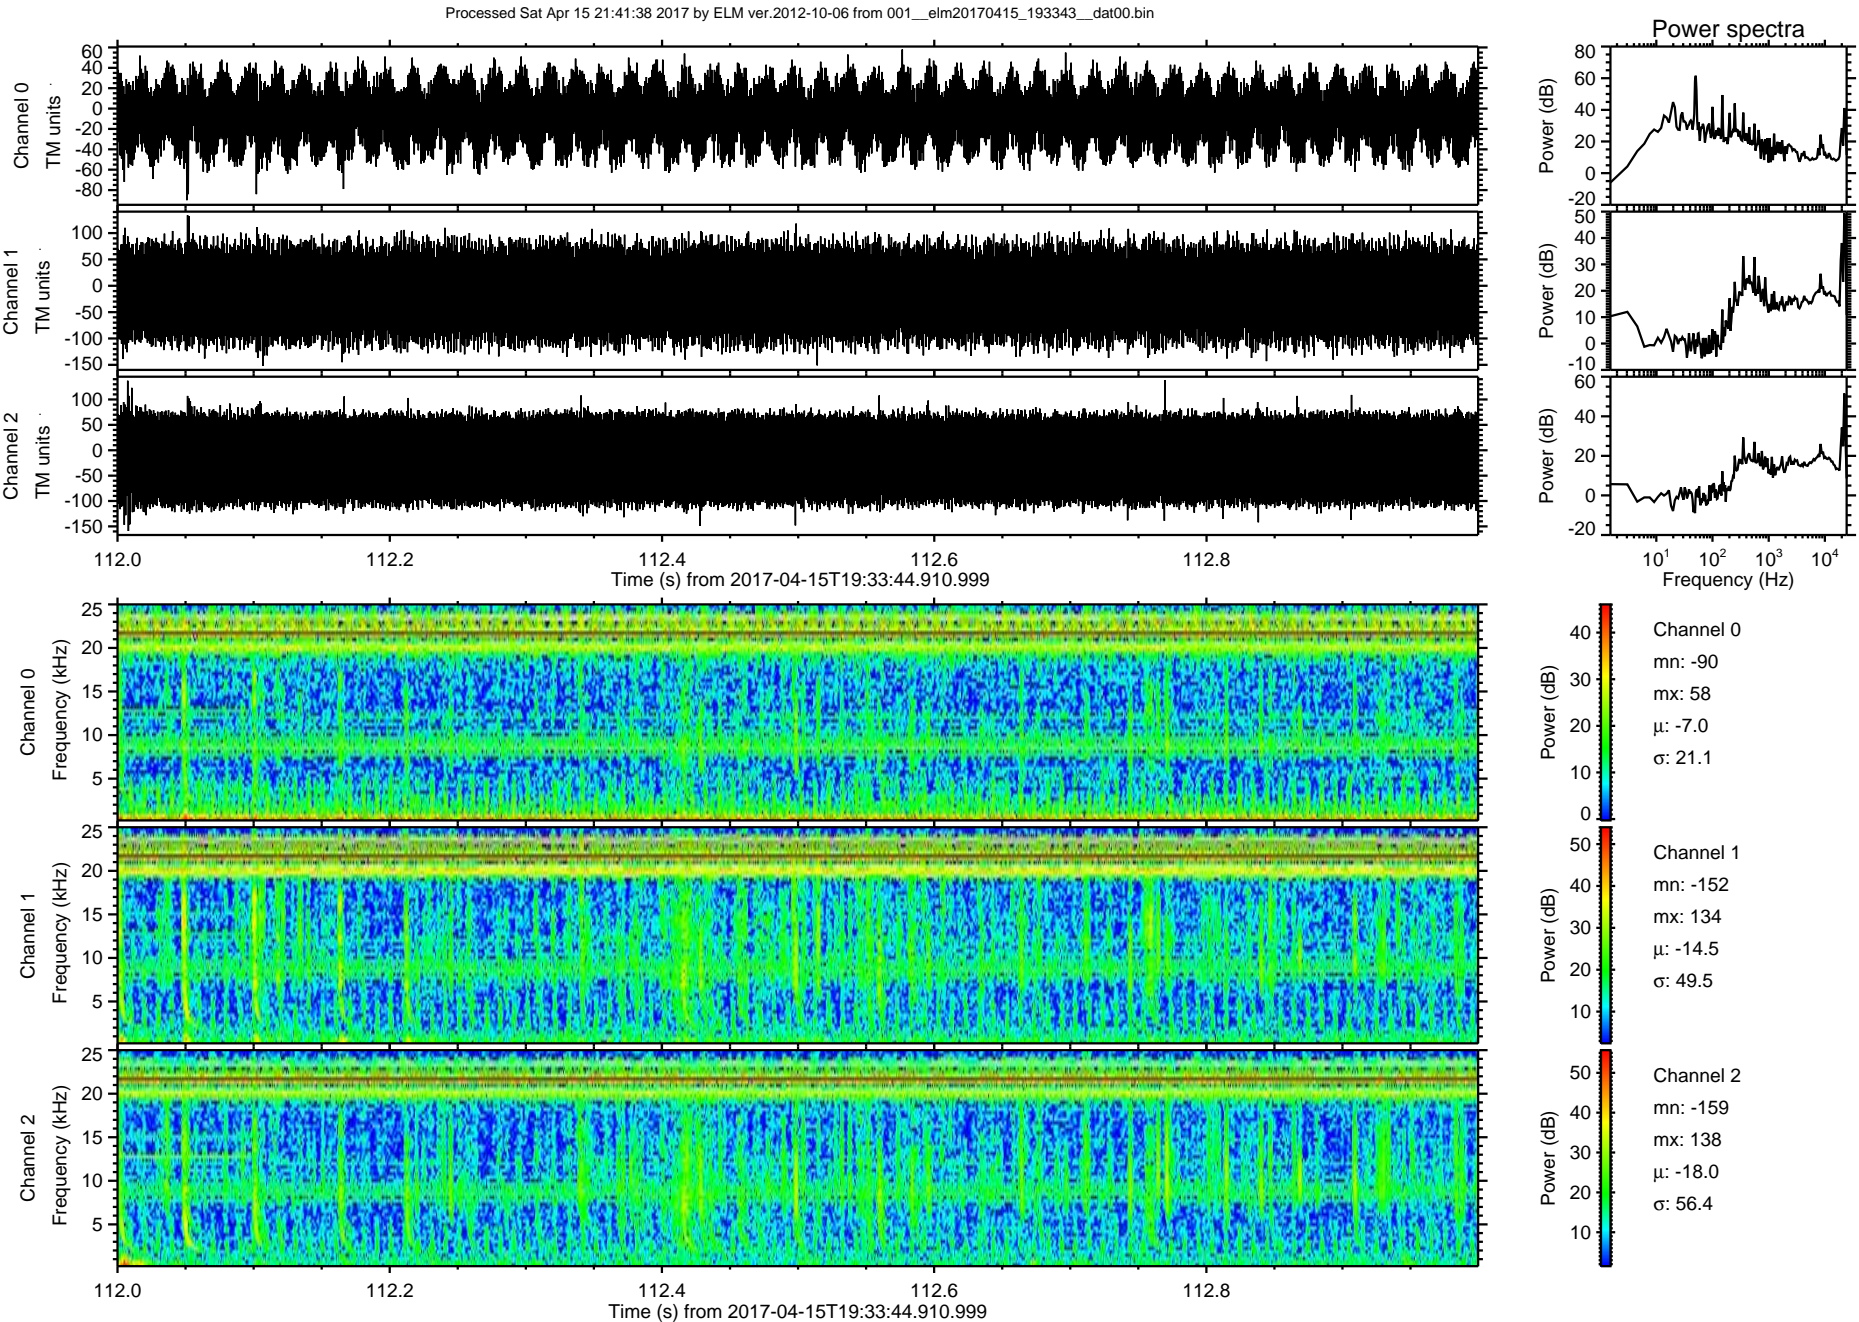 Processed Sat Apr 15 21:41:38 2017 by ELM ver.2012-10-06 from 001__elm20170415_193343__dat00.bin
Power spectra
Channel 0
TM units
60
40
20
0
-20
-40
-60
-80
Power (dB)
80
60
40
20
0
-20
Channel 1
TM units
100
50
0
-50
-100
-150
Power (dB)
50
40
30
20
10
0
-10
Channel 2
TM units
100
50
0
-50
-100
-150
Power (dB)
60
40
20
0
-20
112.0 112.2 112.4 112.6 112.8
Time (s) from 2017-04-15T19:33:44.910.999
10¹ 10² 10³ 10⁴
Frequency (Hz)
Channel 0
Frequency (kHz)
25
20
15
10
5
Power (dB)
40
30
20
10
0
Channel 0
mn: -90
mx: 58
μ: -7.0
σ: 21.1
Channel 1
Frequency (kHz)
25
20
15
10
5
Power (dB)
50
40
30
20
10
Channel 1
mn: -152
mx: 134
μ: -14.5
σ: 49.5
Channel 2
Frequency (kHz)
25
20
15
10
5
Power (dB)
50
40
30
20
10
Channel 2
mn: -159
mx: 138
μ: -18.0
σ: 56.4
112.0 112.2 112.4 112.6 112.8
Time (s) from 2017-04-15T19:33:44.910.999